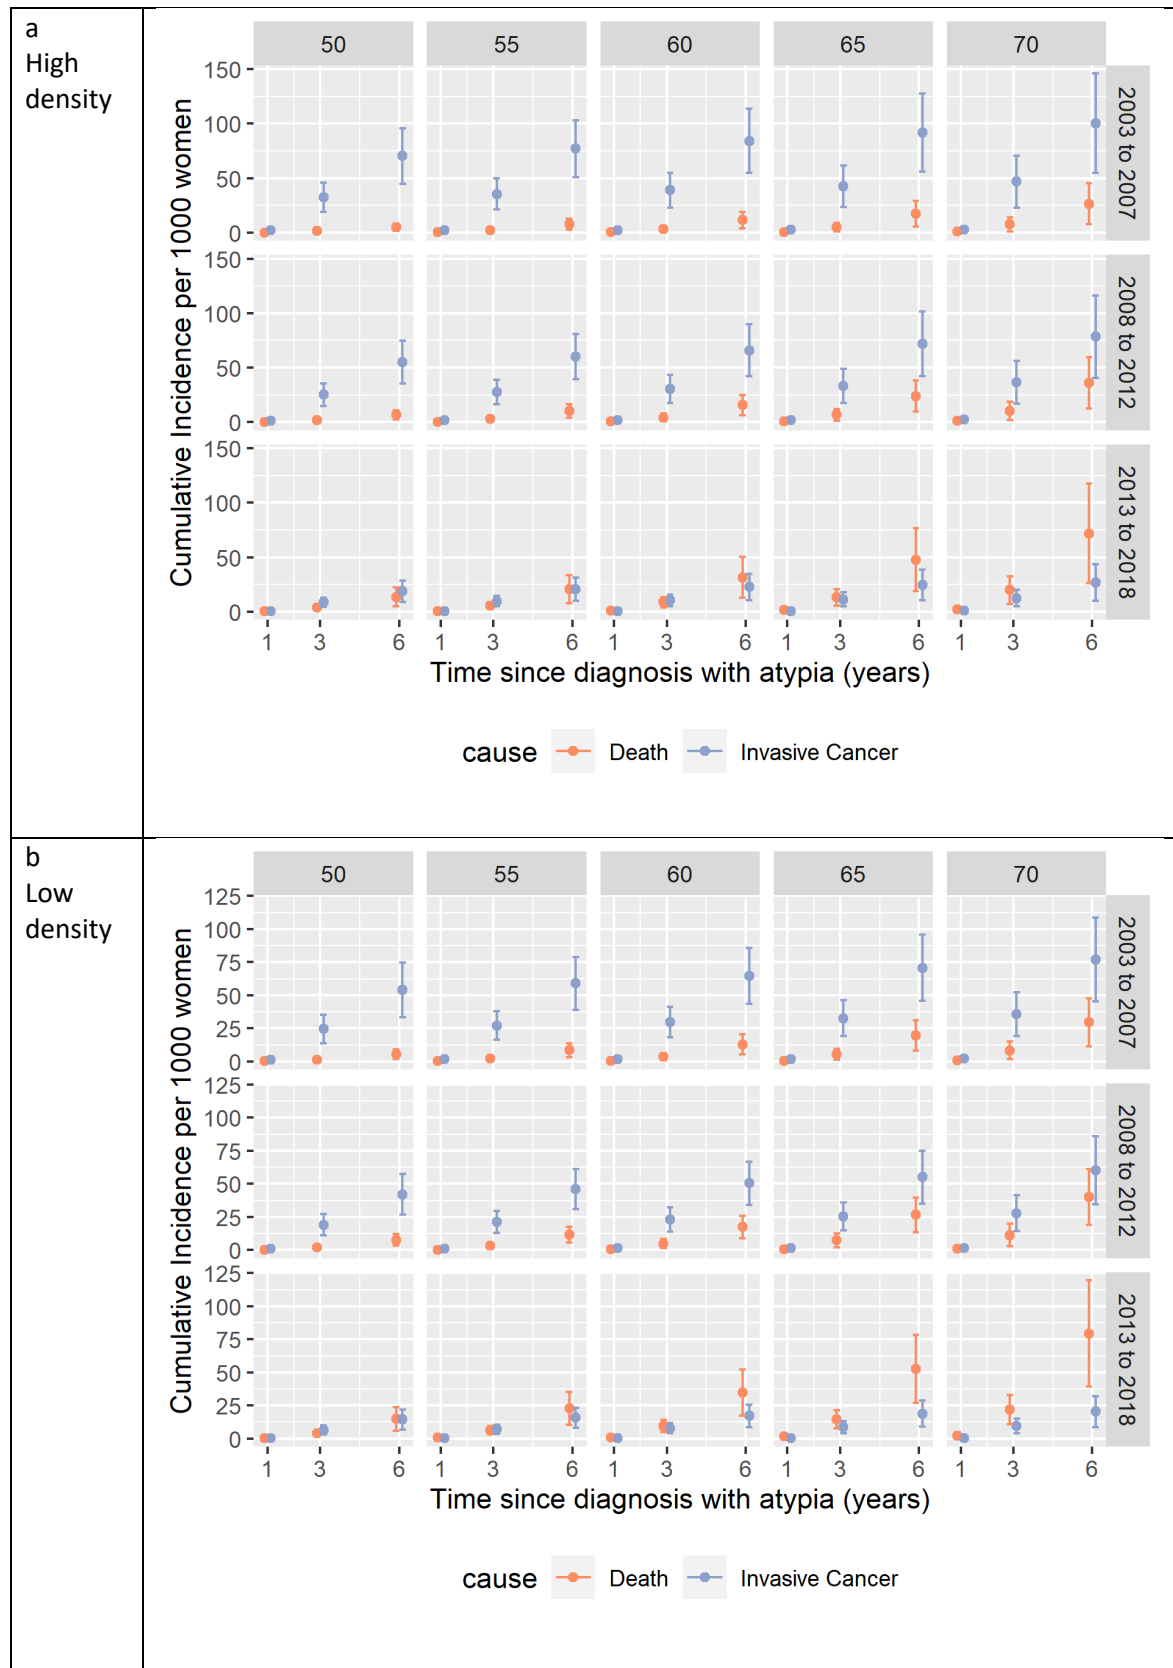 a
High
density
50 55 60 65 70
Cumulative Incidence per 1000 women
150
100
50
0
2003 to 2007
150
100
50
0
2008 to 2012
150
100
50
0
2013 to 2018
1 3 6 1 3 6 1 3 6 1 3 6 1 3 6
Time since diagnosis with atypia (years)
cause Death Invasive Cancer
b
Low
density
50 55 60 65 70
Cumulative Incidence per 1000 women
125
100
75
50
25
0
2003 to 2007
125
100
75
50
25
0
2008 to 2012
125
100
75
50
25
0
2013 to 2018
1 3 6 1 3 6 1 3 6 1 3 6 1 3 6
Time since diagnosis with atypia (years)
cause Death Invasive Cancer